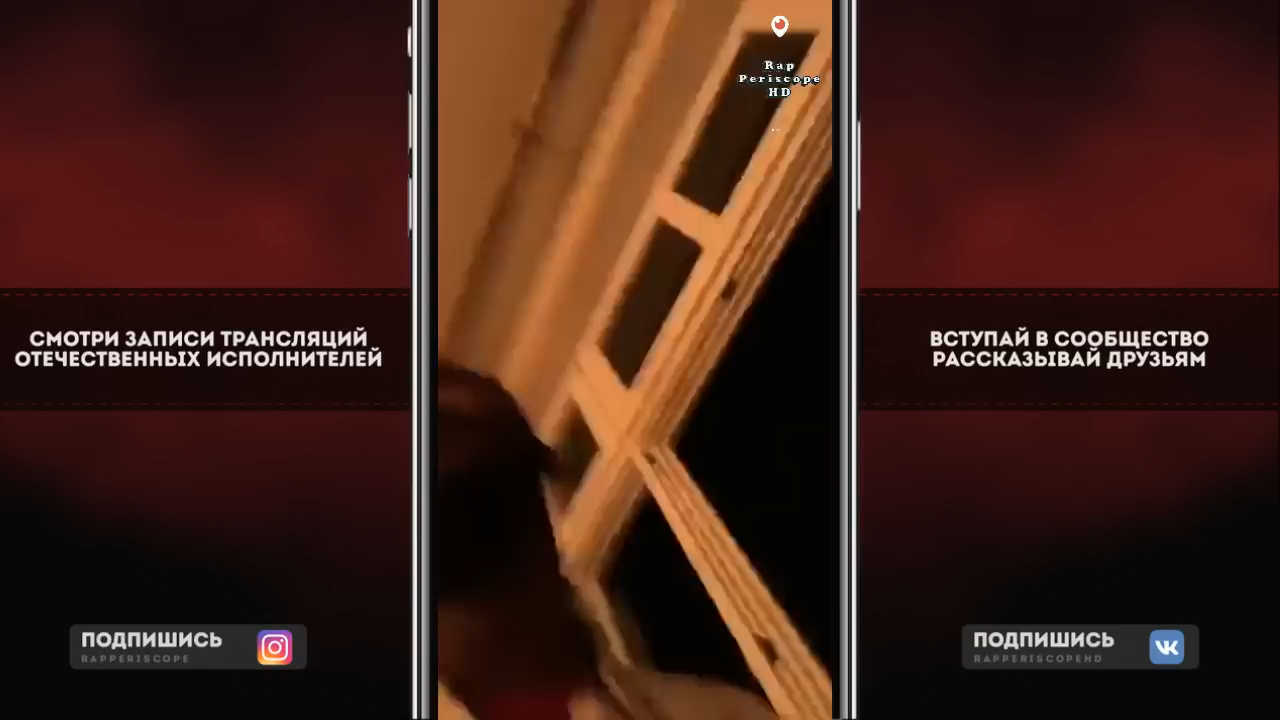 Rap
Periscope
HD
СМОТРИ ЗАПИСИ ТРАНСЛЯЦИЙ
ОТЕЧЕСТВЕННЫХ ИСПОЛНИТЕЛЕЙ
ВСТУПАЙ В СООБЩЕСТВО
РАССКАЗЫВАЙ ДРУЗЬЯМ
ПОДПИШИСЬ
RAPPERISCOPE
ПОДПИШИСЬ
RAPPERISCOPEHD